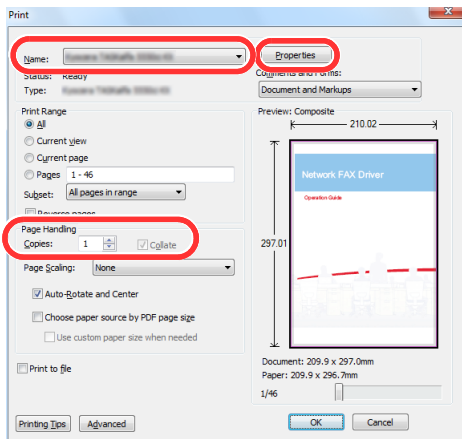 Print
Name:
Properties
Status: Ready
Comments and Forms:
Type:
Document and Markups
Print Range
Preview: Composite
All
210.02
Current view
Current page
Pages 1 - 46
Network FAX Driver
Subset: All pages in range
Operation Guide
Reverse pages
Page Handling
Copies: 1 Collate
297.01
Page Scaling: None
Auto-Rotate and Center
Choose paper source by PDF page size
Use custom paper size when needed
Print to file
Document: 209.9 x 297.0mm
Paper: 209.9 x 296.7mm
1/46
Printing Tips Advanced OK Cancel